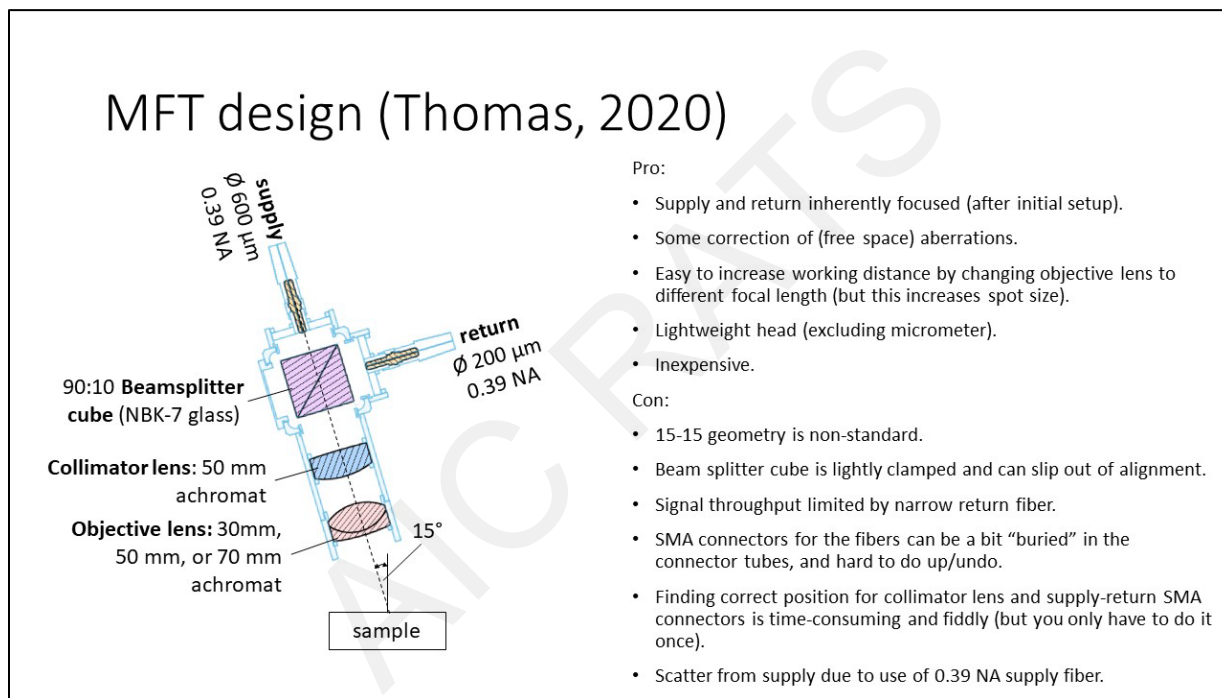 MFT design (Thomas, 2020)
supply
Ø 600 µm
0.39 NA
return
Ø 200 µm
0.39 NA
90:10 Beamsplitter
cube (NBK-7 glass)
Collimator lens: 50 mm
achromat
Objective lens: 30mm,
50 mm, or 70 mm
achromat
15°
sample
Pro:
• Supply and return inherently focused (after initial setup).
• Some correction of (free space) aberrations.
• Easy to increase working distance by changing objective lens to
different focal length (but this increases spot size).
• Lightweight head (excluding micrometer).
• Inexpensive.
Con:
• 15-15 geometry is non-standard.
• Beam splitter cube is lightly clamped and can slip out of alignment.
• Signal throughput limited by narrow return fiber.
• SMA connectors for the fibers can be a bit “buried” in the
connector tubes, and hard to do up/undo.
• Finding correct position for collimator lens and supply-return SMA
connectors is time-consuming and fiddly (but you only have to do it
once).
• Scatter from supply due to use of 0.39 NA supply fiber.
AIC RATS